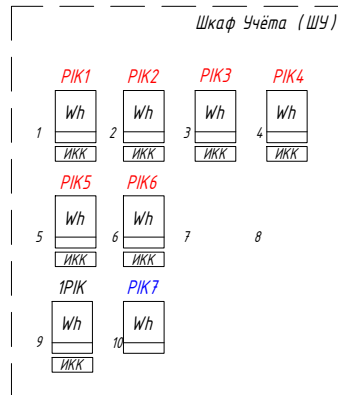 Шкаф Учёта (ШУ)
PIK1 PIK2 PIK3 PIK4
Wh Wh Wh Wh
1 2 3 4
ИКК ИКК ИКК ИКК
PIK5 PIK6
Wh Wh
5 6 7 8
ИКК ИКК
1PIK PIK7
Wh Wh
9 10
ИКК